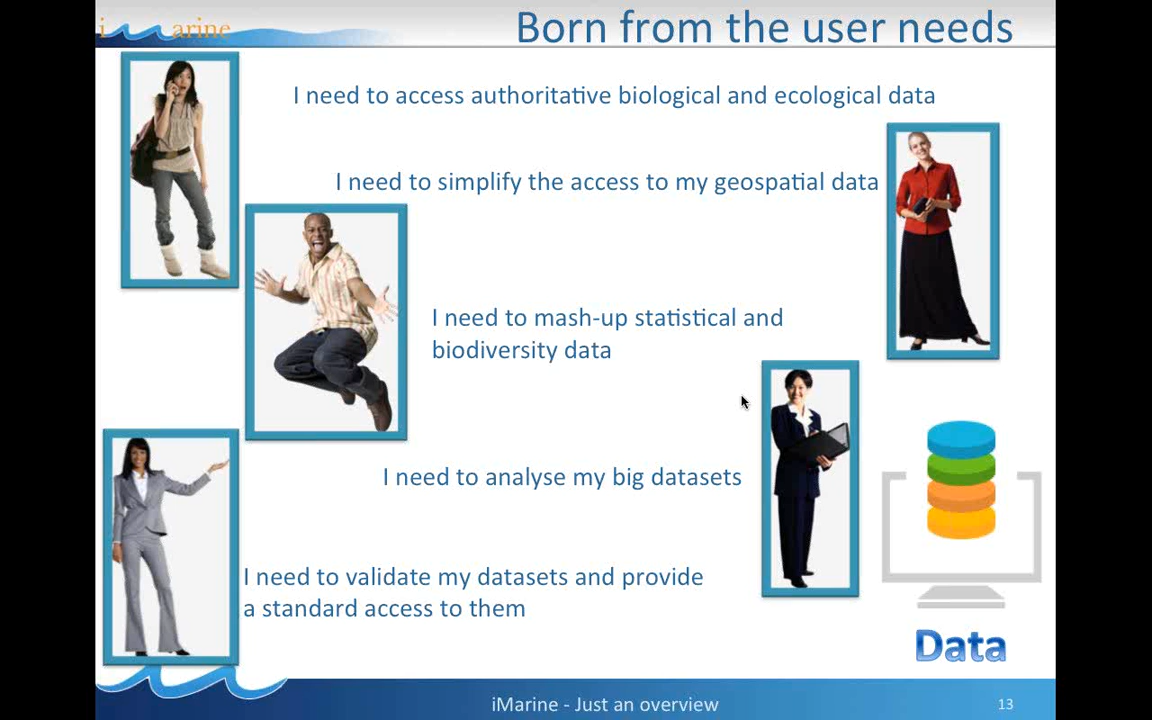 i arine
Born from the user needs
I need to access authoritative biological and ecological data
I need to simplify the access to my geospatial data
I need to mash-up statistical and
biodiversity data
I need to analyse my big datasets
I need to validate my datasets and provide
a standard access to them
Data
iMarine - Just an overview
13